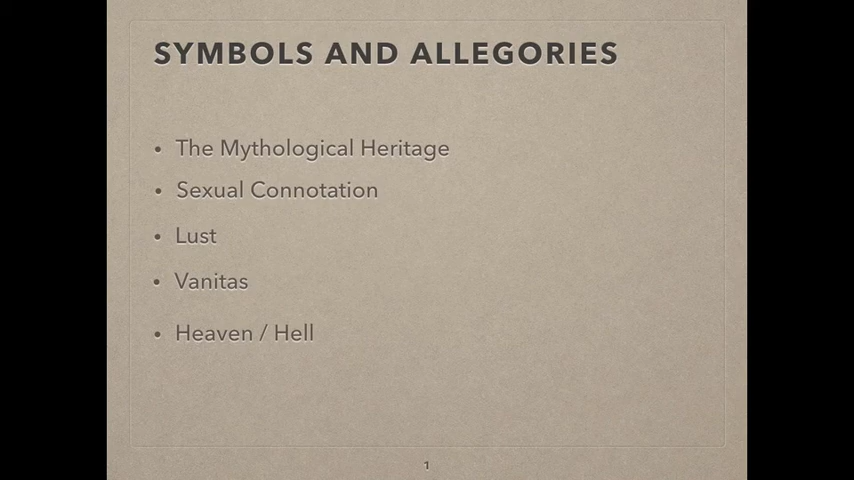 SYMBOLS AND ALLEGORIES
• The Mythological Heritage
• Sexual Connotation
• Lust
• Vanitas
• Heaven / Hell
1